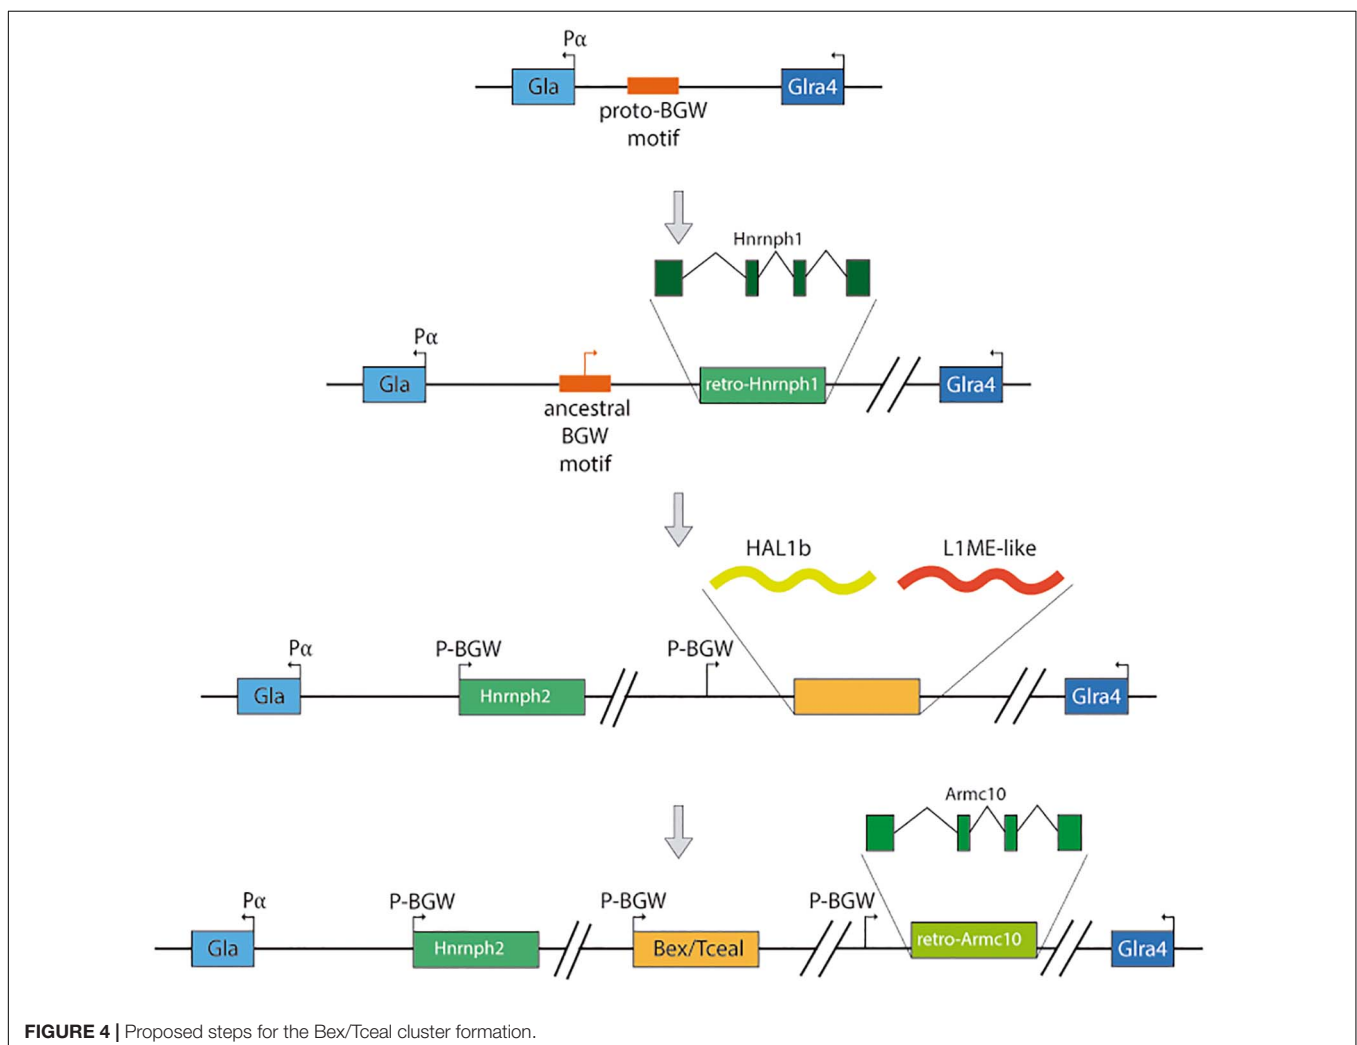 Pα
Gla
Glra4
proto-BGW
motif
Hnrnph1
Pα
Gla
retro-Hnrnph1
Glra4
ancestral
BGW
motif
HAL1b
L1ME-like
Pα
P-BGW
P-BGW
Gla
Hnrnph2
Glra4
Armc10
Pα
P-BGW
P-BGW
P-BGW
Gla
Hnrnph2
Bex/Tceal
retro-Armc10
Glra4
FIGURE 4 | Proposed steps for the Bex/Tceal cluster formation.